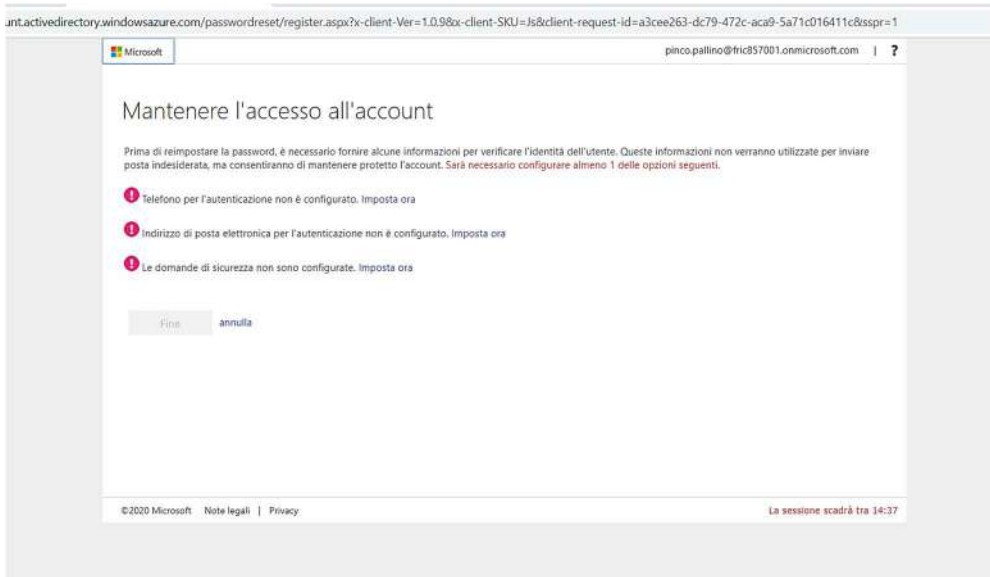 unt.activedirectory.windowsazure.com/passwordreset/register.aspx?x-client-Ver=1.0.9&x-client-SKU=Js&client-request-id=a3cee263-dc79-472c-aca9-5a71c016411c&sspr=1
Microsoft
pinco.pallino@fric857001.onmicrosoft.com | ?
Mantenere l'accesso all'account
Prima di reimpostare la password, è necessario fornire alcune informazioni per verificare l'identità dell'utente. Queste informazioni non verranno utilizzate per inviare
posta indesiderata, ma consentiranno di mantenere protetto l'account. Sarà necessario configurare almeno 1 delle opzioni seguenti.
Telefono per l'autenticazione non è configurato. Imposta ora
Indirizzo di posta elettronica per l'autenticazione non è configurato. Imposta ora
Le domande di sicurezza non sono configurate. Imposta ora
Fine annulla
©2020 Microsoft Note legali | Privacy
La sessione scadrà tra 14:37